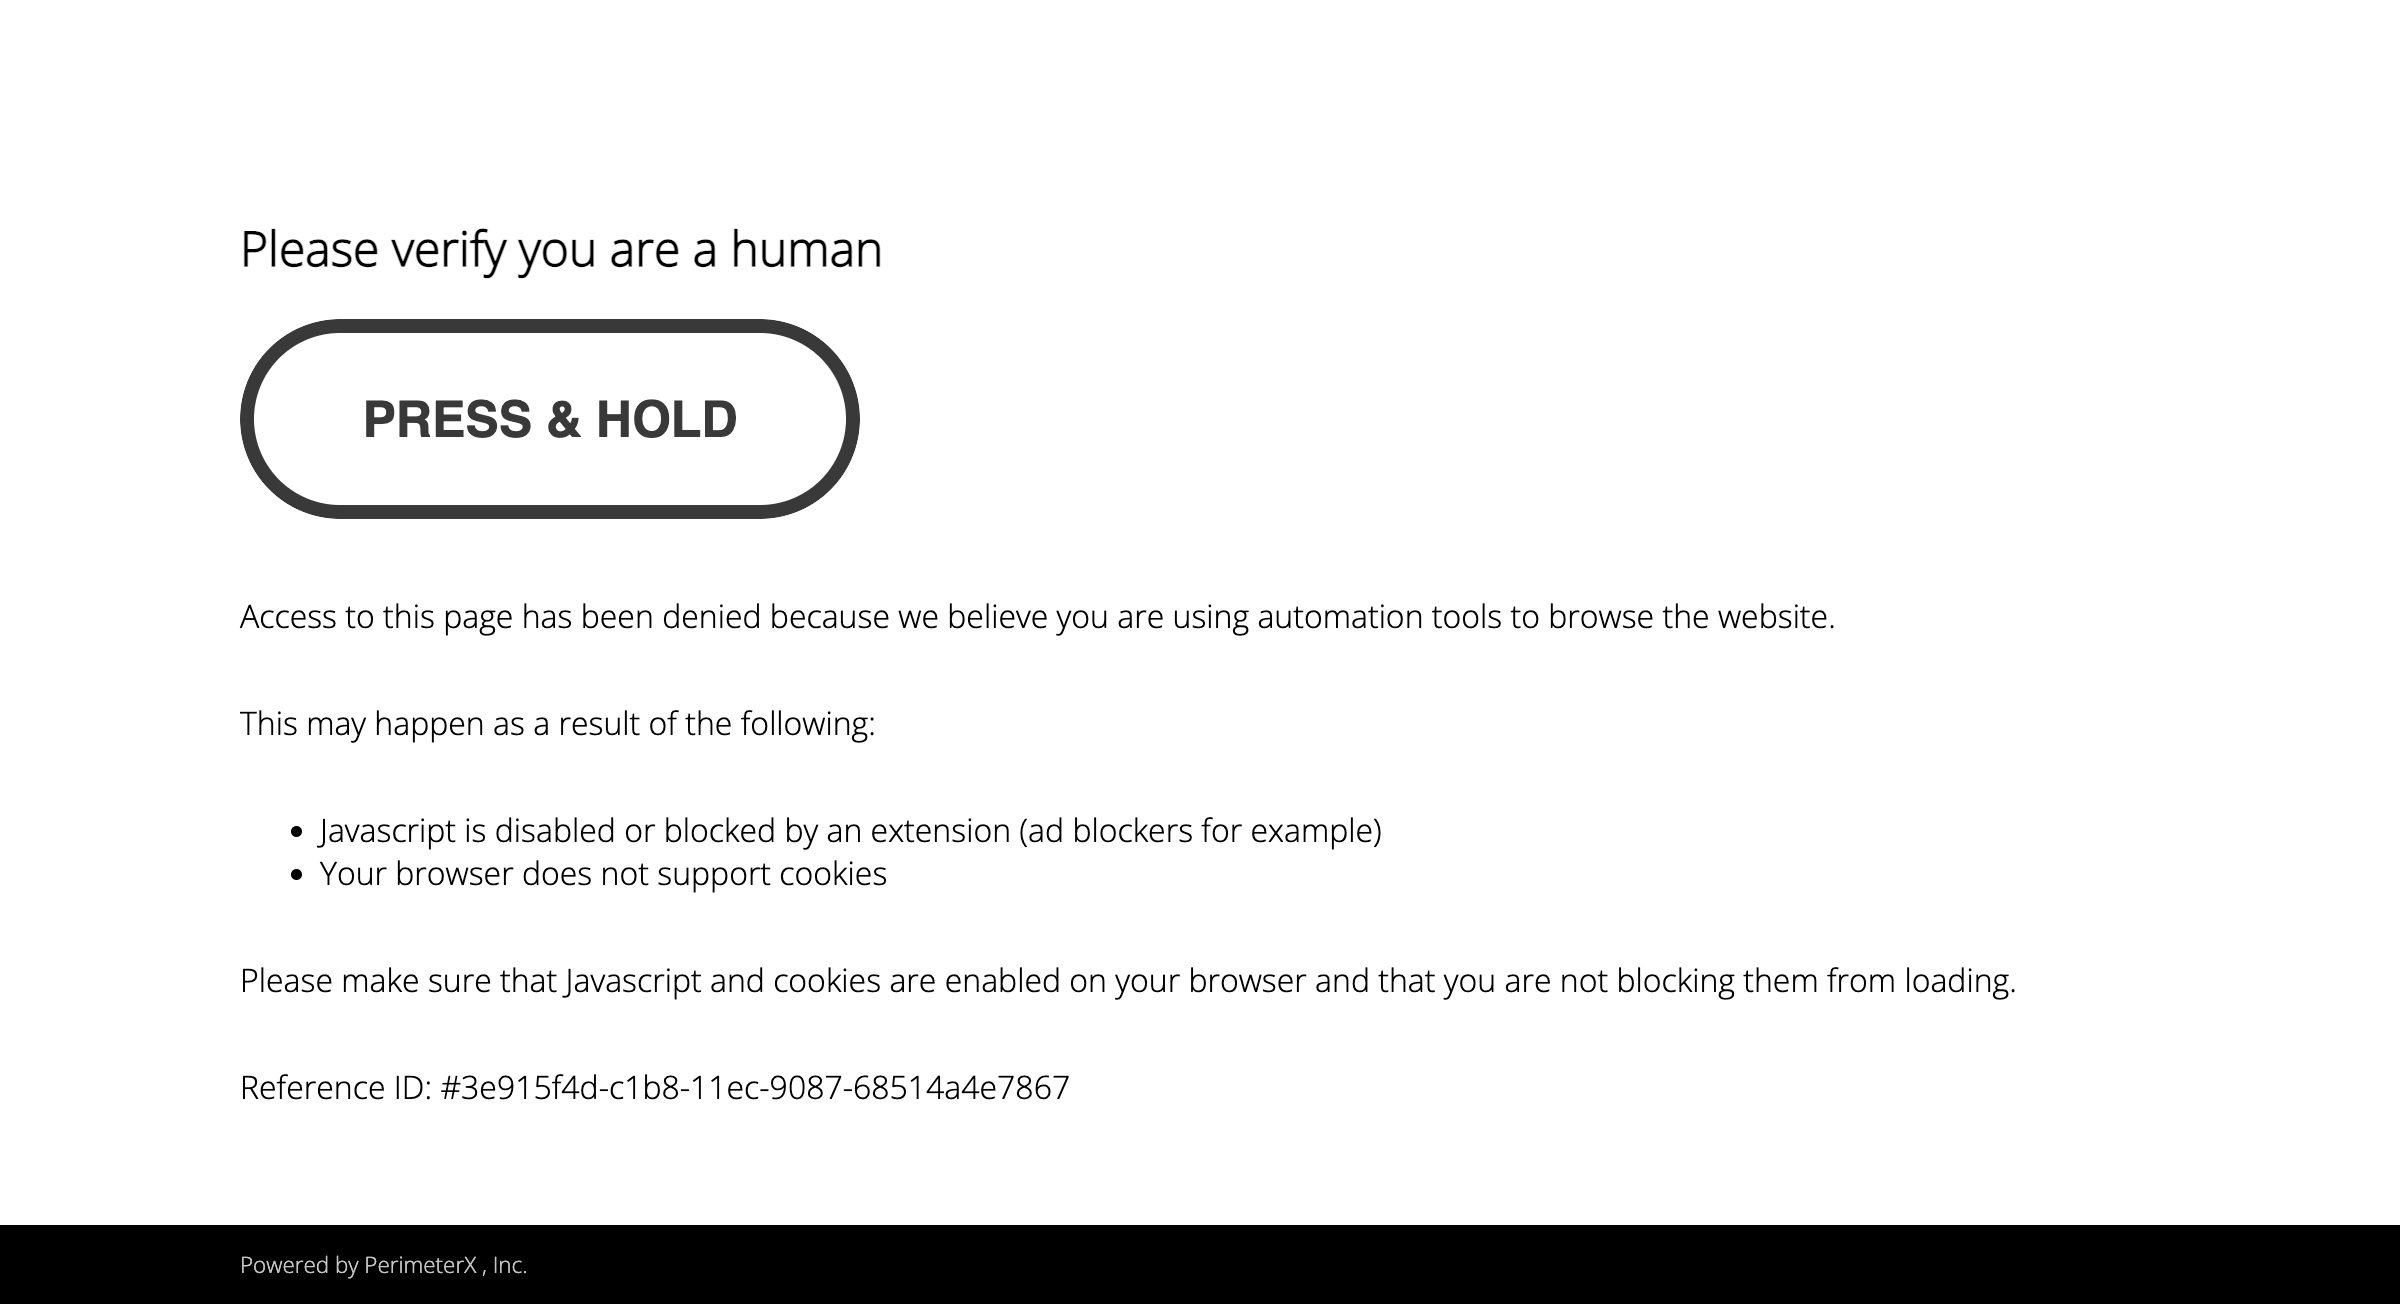 Please verify you are a human
PRESS & HOLD
Access to this page has been denied because we believe you are using automation tools to browse the website.
This may happen as a result of the following:
Javascript is disabled or blocked by an extension (ad blockers for example)
Your browser does not support cookies
Please make sure that Javascript and cookies are enabled on your browser and that you are not blocking them from loading.
Reference ID: #3e915f4d-c1b8-11ec-9087-68514a4e7867
Powered by PerimeterX , Inc.